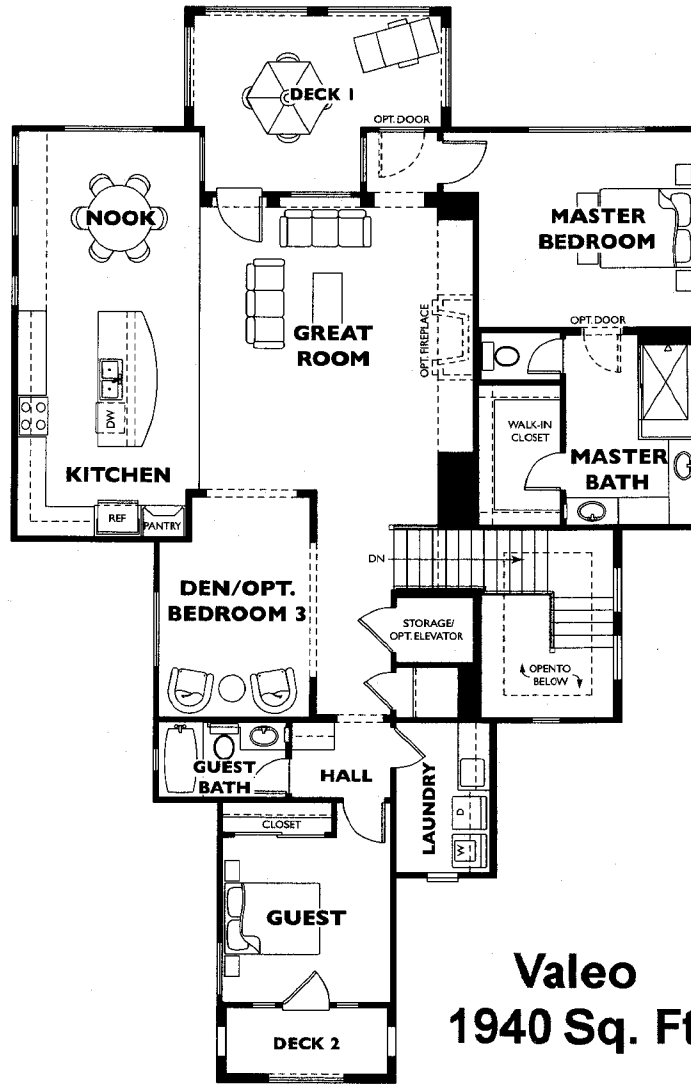 DECK 1
OPT. DOOR
NOOK
MASTER
BEDROOM
GREAT
ROOM
OPT. FIREPLACE
OPT. DOOR
DW
WALK-IN
CLOSET
MASTER
BATH
KITCHEN
REF
PANTRY
DN
DEN/OPT.
BEDROOM 3
STORAGE/
OPT. ELEVATOR
OPEN TO
BELOW
GUEST
BATH
HALL
LAUNDRY
D
W
CLOSET
GUEST
DECK 2
Valeo
1940 Sq. Ft